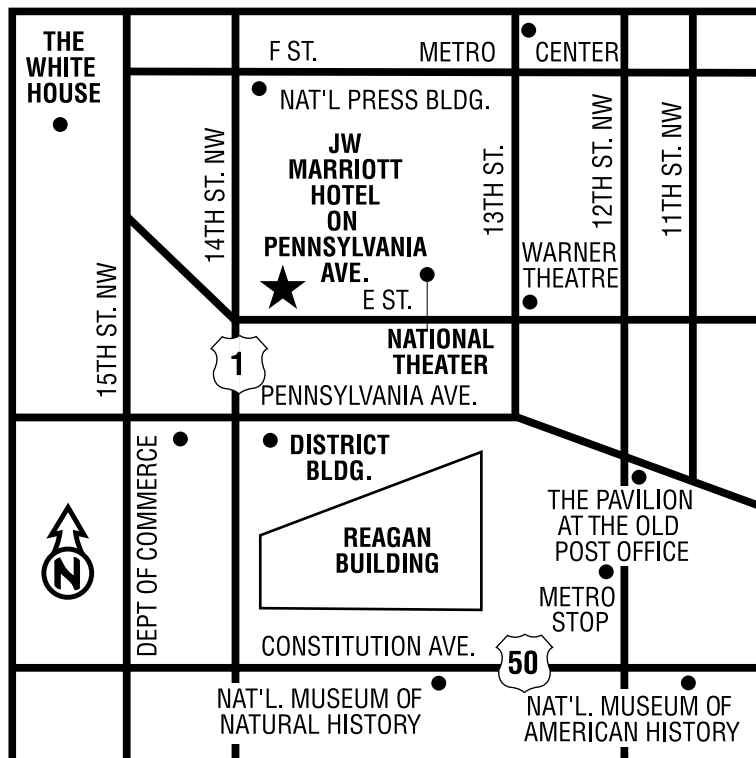 THE
WHITE
HOUSE
F ST.
METRO
CENTER
NAT'L PRESS BLDG.
JW
MARRIOTT
HOTEL
ON
PENNSYLVANIA
AVE.
14TH ST. NW
13TH ST.
12TH ST. NW
11TH ST. NW
WARNER
THEATRE
E ST.
15TH ST. NW
NATIONAL
THEATER
1
PENNSYLVANIA AVE.
DISTRICT
BLDG.
DEPT OF COMMERCE
THE PAVILION
AT THE OLD
POST OFFICE
REAGAN
BUILDING
N
METRO
STOP
CONSTITUTION AVE.
50
NAT'L. MUSEUM OF
NATURAL HISTORY
NAT'L. MUSEUM OF
AMERICAN HISTORY